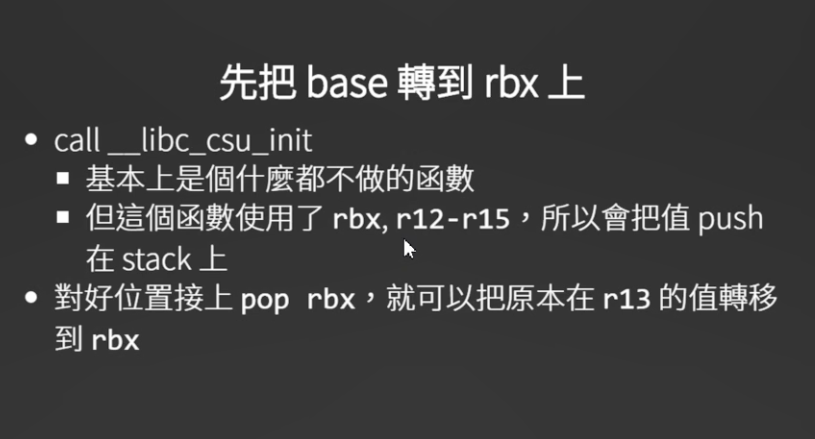 先把 base 轉到 rbx 上
• call __libc_csu_init
▪ 基本上是個什麼都不做的函數
▪ 但這個函數使用了 rbx, r12-r15，所以會把值 push
在 stack 上
• 對好位置接上 pop rbx，就可以把原本在 r13 的值轉移
到 rbx